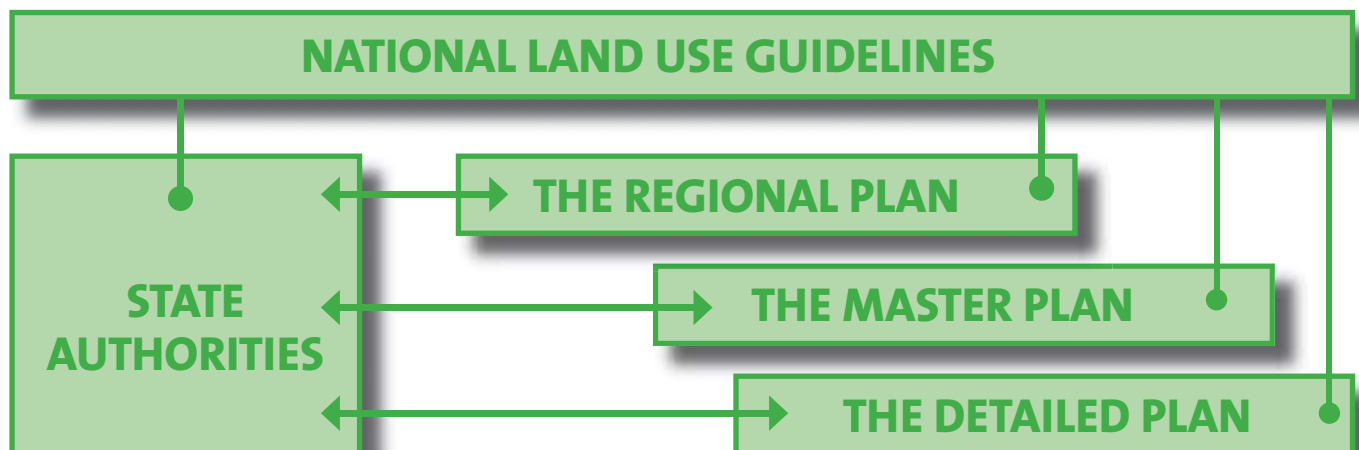 NATIONAL LAND USE GUIDELINES
THE REGIONAL PLAN
STATE
AUTHORITIES
THE MASTER PLAN
THE DETAILED PLAN